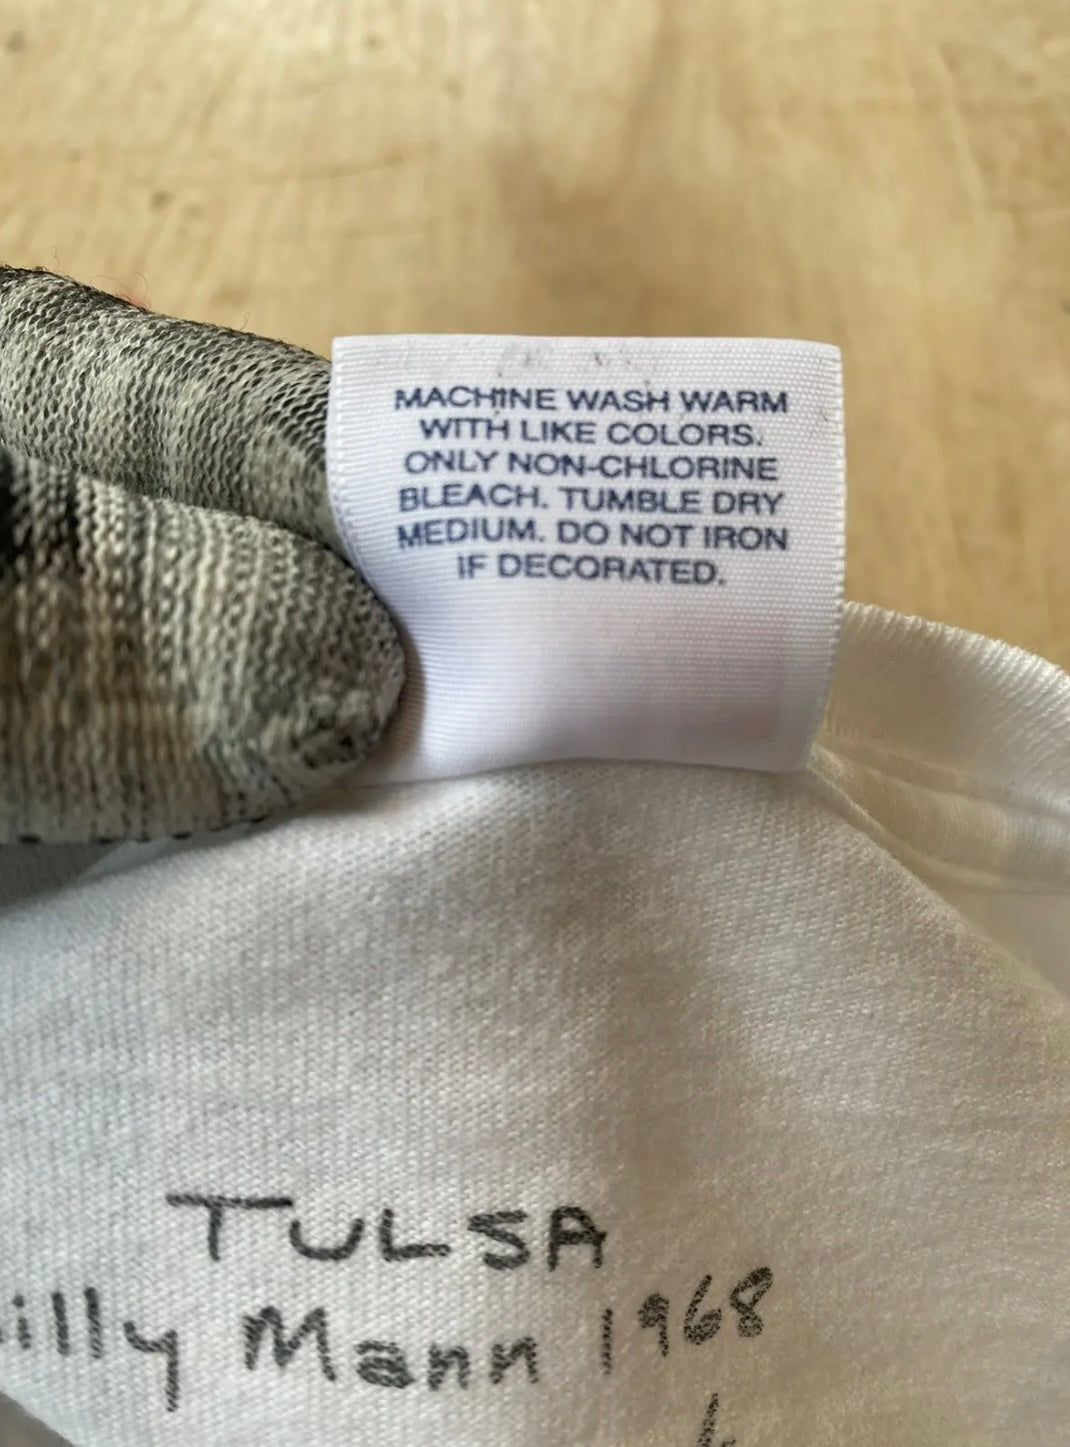 MACHINE WASH WARM
WITH LIKE COLORS.
ONLY NON-CHLORINE
BLEACH. TUMBLE DRY
MEDIUM. DO NOT IRON
IF DECORATED.
TULSA
illy Mann 1968